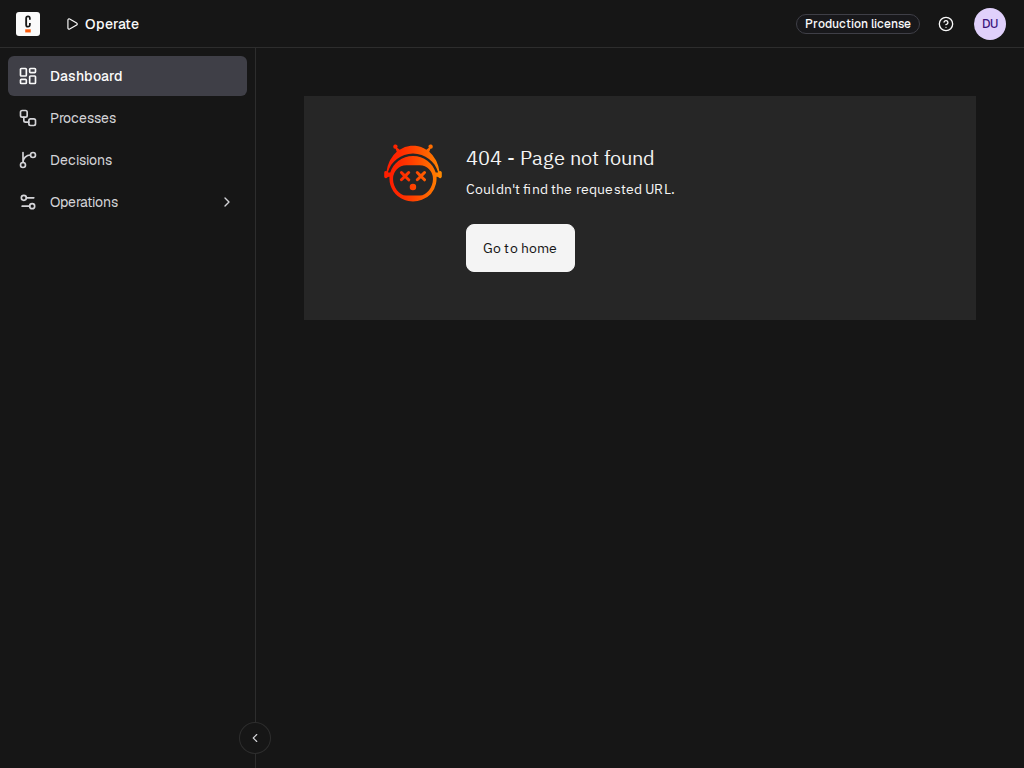 C
Operate
Production license
DU
Dashboard
Processes
Decisions
Operations
404 - Page not found
Couldn't find the requested URL.
Go to home